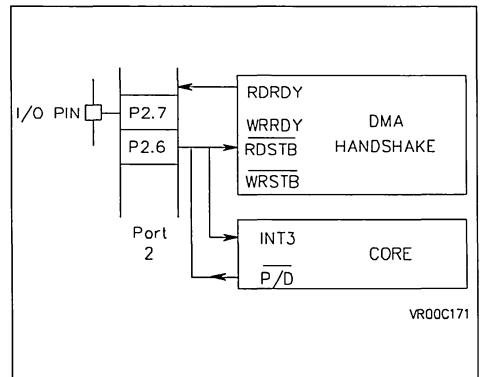 RDRDY
I/O PIN
P2.7
WRRDY
DMA
P2.6
RDSTB
HANDSHAKE
WRSTB
Port
2
INT3
CORE
P/D
VR00C171